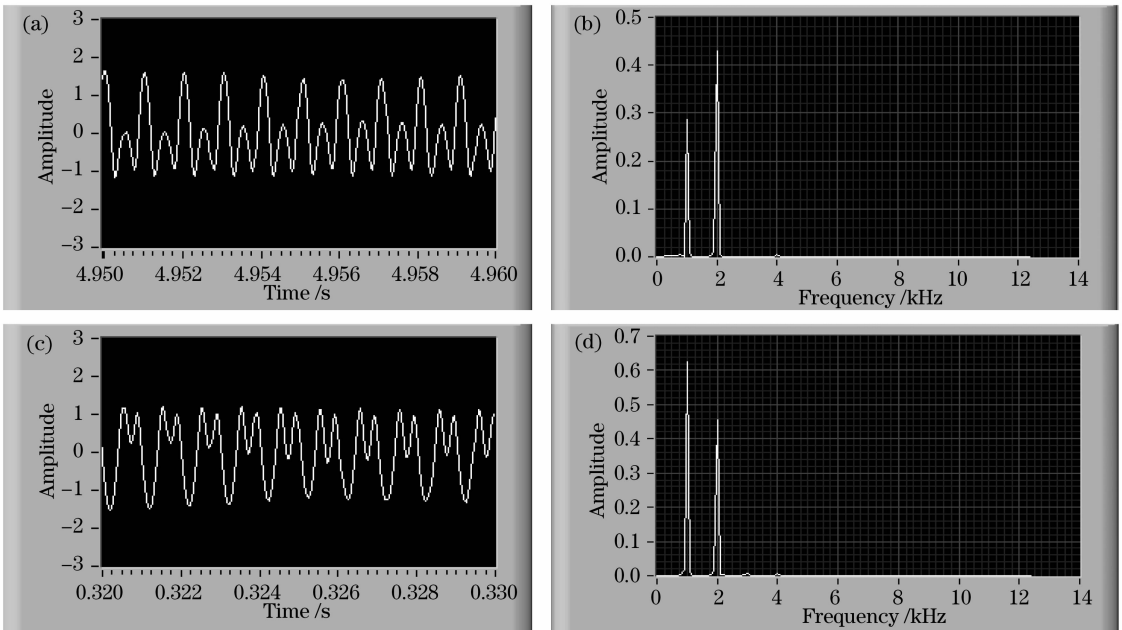 (a)
3
2
1
0
−1
−2
−3
Amplitude
4.950 4.952 4.954 4.956 4.958 4.960
Time /s
(b)
0.5
0.4
0.3
0.2
0.1
0.0
Amplitude
0 2 4 6 8 10 12 14
Frequency /kHz
(c)
3
2
1
0
−1
−2
−3
Amplitude
0.320 0.322 0.324 0.326 0.328 0.330
Time /s
(d)
0.7
0.6
0.5
0.4
0.3
0.2
0.1
0.0
Amplitude
0 2 4 6 8 10 12 14
Frequency /kHz